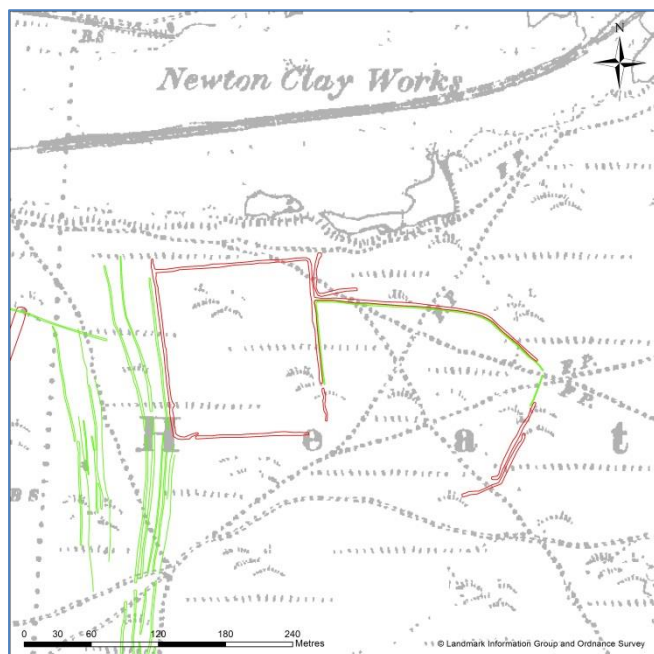 B S
N
Newton Clay Works
F P
F. P.
F. P.
H e a t
B S
0 30 60 120 180 240 Metres
© Landmark Information Group and Ordnance Survey